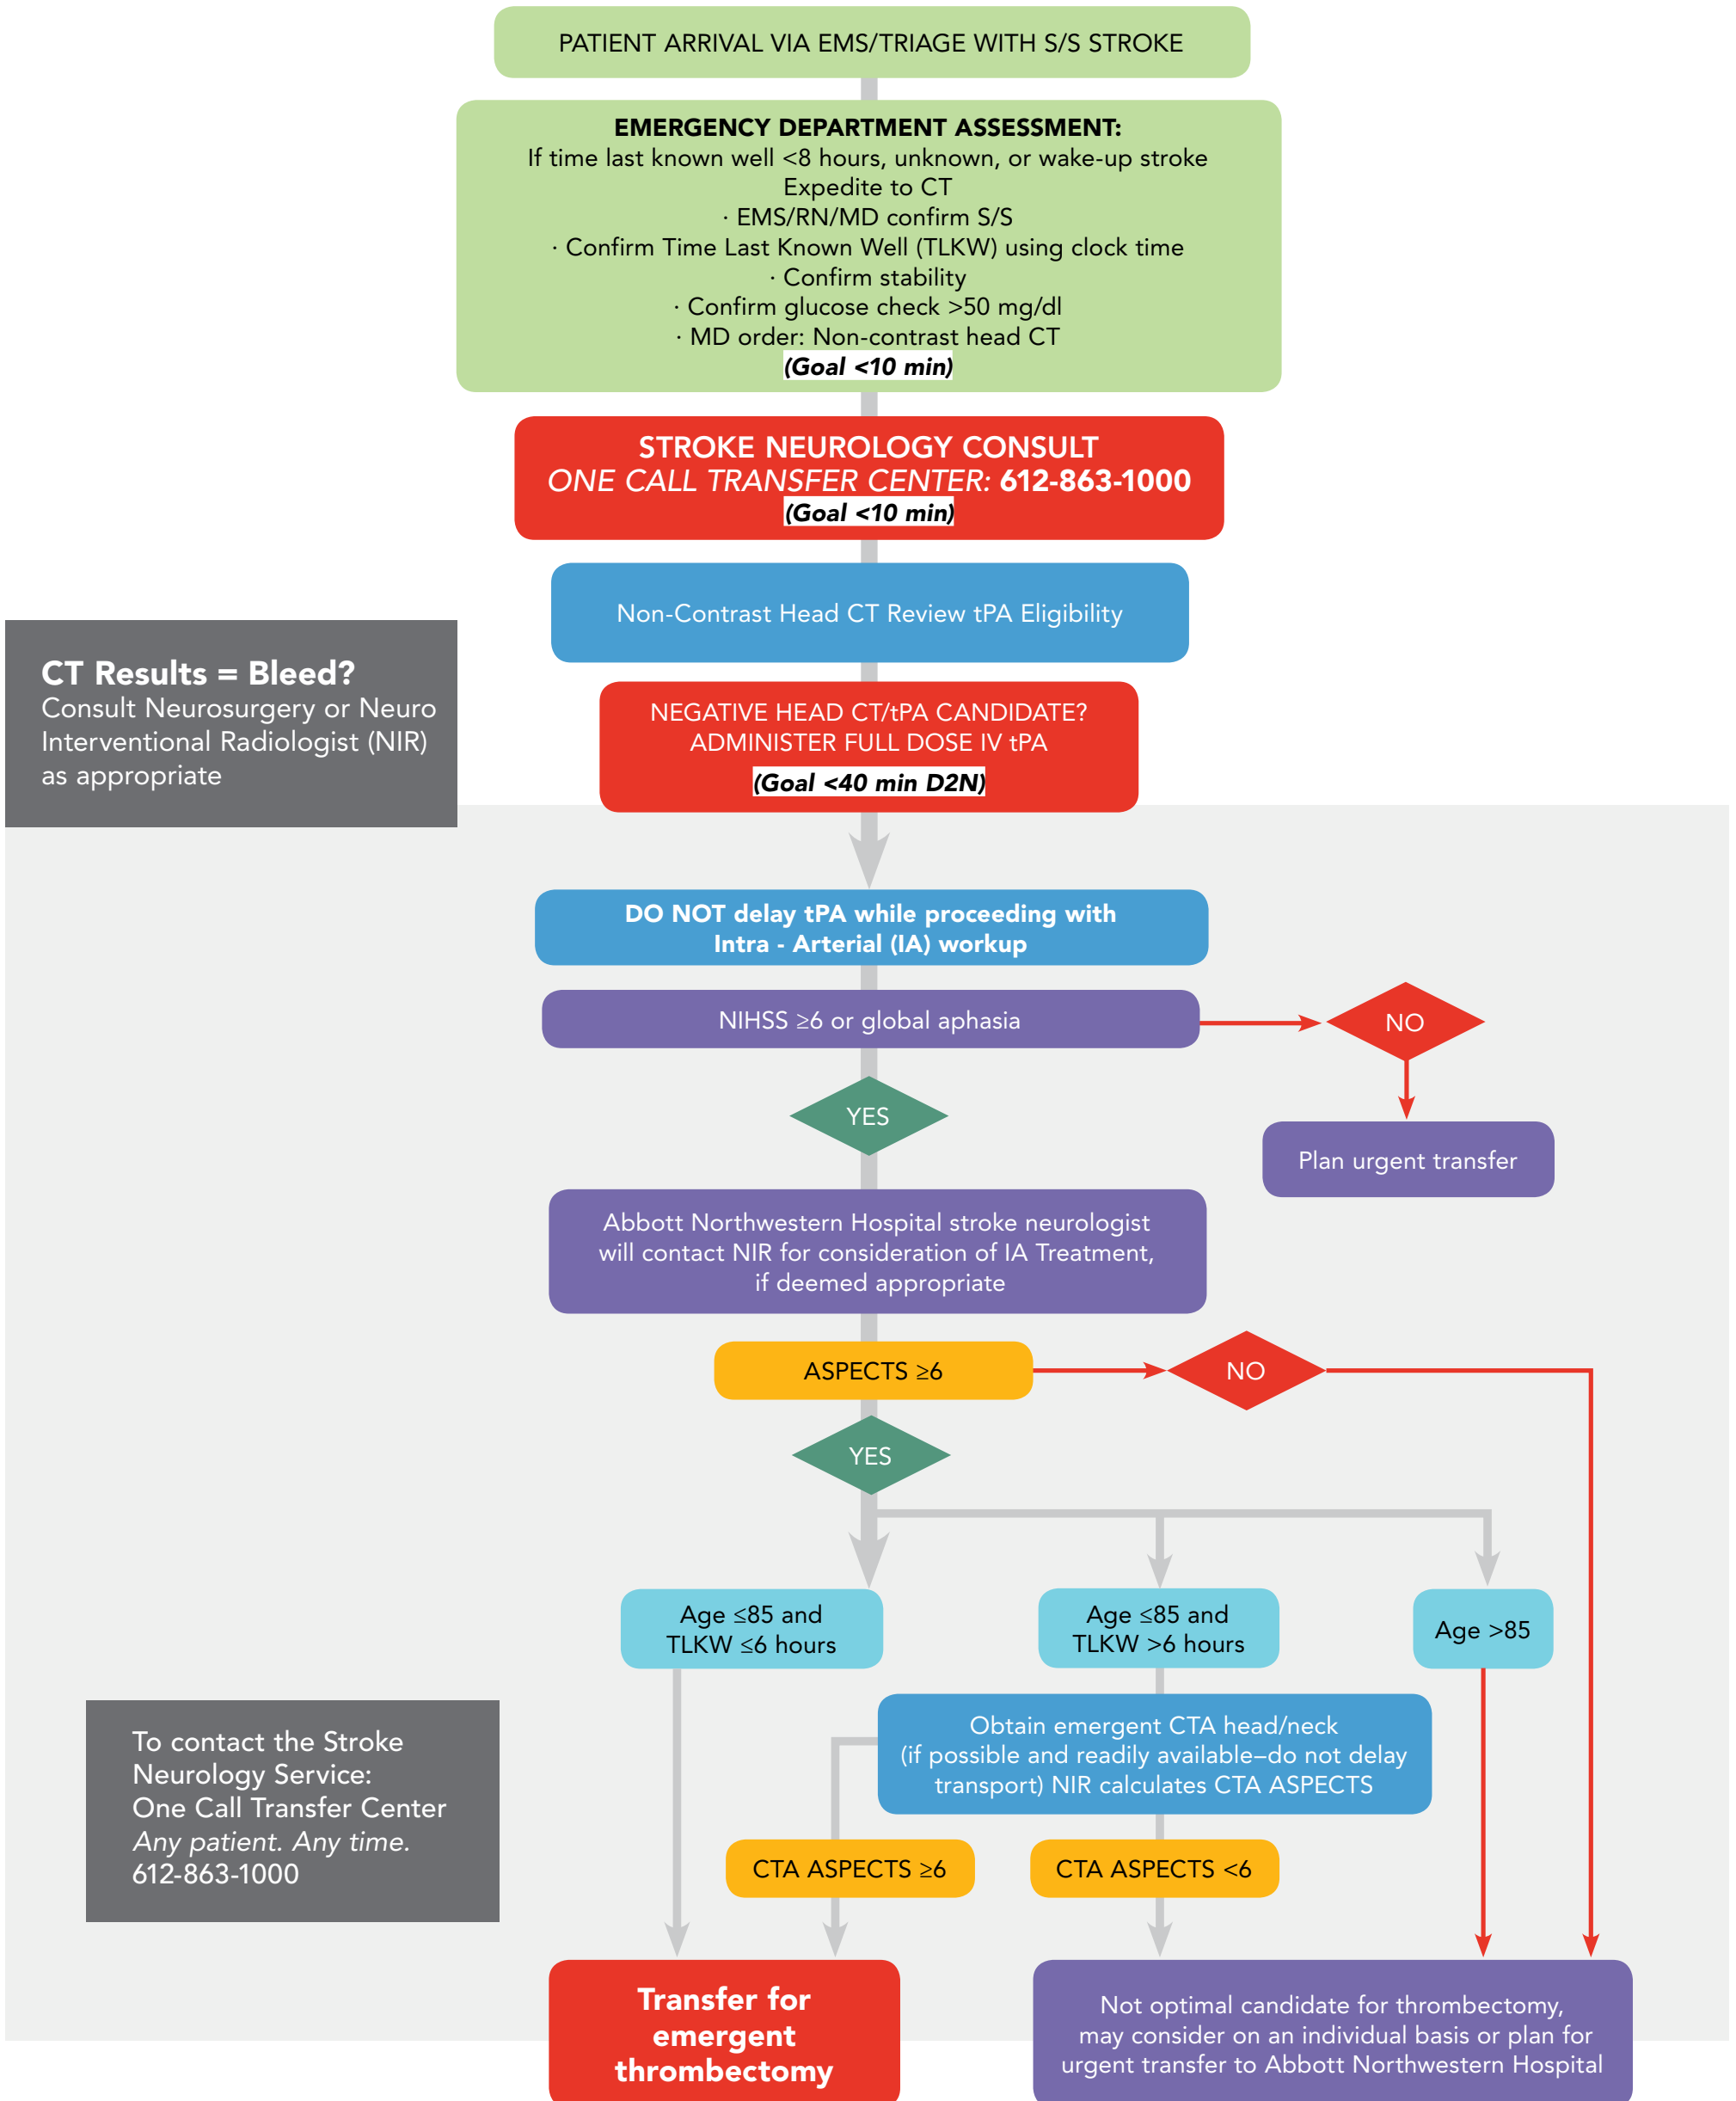 PATIENT ARRIVAL VIA EMS/TRIAGE WITH S/S STROKE
EMERGENCY DEPARTMENT ASSESSMENT:
If time last known well <8 hours, unknown, or wake-up stroke
Expedite to CT
· EMS/RN/MD confirm S/S
· Confirm Time Last Known Well (TLKW) using clock time
· Confirm stability
· Confirm glucose check >50 mg/dl
· MD order: Non-contrast head CT
(Goal <10 min)
STROKE NEUROLOGY CONSULT
ONE CALL TRANSFER CENTER: 612-863-1000
(Goal <10 min)
Non-Contrast Head CT Review tPA Eligibility
CT Results = Bleed?
Consult Neurosurgery or Neuro
Interventional Radiologist (NIR)
as appropriate
NEGATIVE HEAD CT/tPA CANDIDATE?
ADMINISTER FULL DOSE IV tPA
(Goal <40 min D2N)
DO NOT delay tPA while proceeding with
Intra - Arterial (IA) workup
NIHSS ≥6 or global aphasia
NO
YES
Plan urgent transfer
Abbott Northwestern Hospital stroke neurologist
will contact NIR for consideration of IA Treatment,
if deemed appropriate
ASPECTS ≥6
NO
YES
Age ≤85 and
TLKW ≤6 hours
Age ≤85 and
TLKW >6 hours
Age >85
Obtain emergent CTA head/neck
(if possible and readily available–do not delay
transport) NIR calculates CTA ASPECTS
To contact the Stroke
Neurology Service:
One Call Transfer Center
Any patient. Any time.
612-863-1000
CTA ASPECTS ≥6
CTA ASPECTS <6
Transfer for
emergent
thrombectomy
Not optimal candidate for thrombectomy,
may consider on an individual basis or plan for
urgent transfer to Abbott Northwestern Hospital